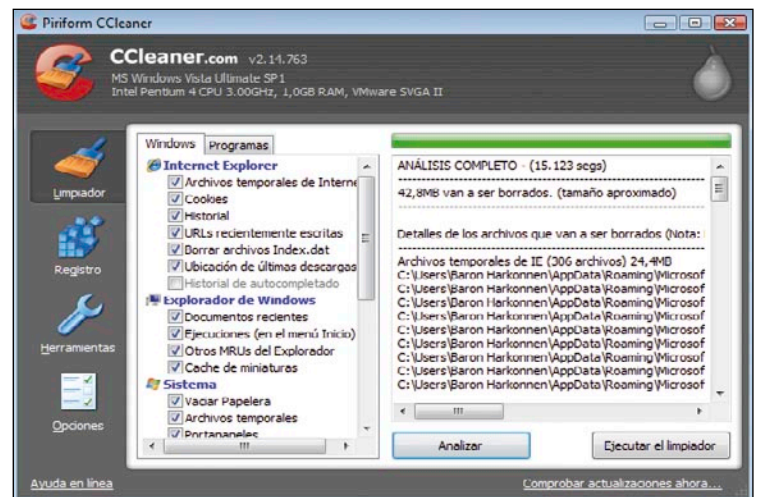 Piriform CCleaner
CCleaner.com v2.14.763
MS Windows Vista Ultimate SP1
Intel Pentium 4 CPU 3.00GHz, 1,0GB RAM, VMware SVGA II
Limpiador
Registro
Herramientas
Opciones
Windows
Programas
Internet Explorer
Archivos temporales de Interne
Cookies
Historial
URLs recientemente escritas
Borrar archivos Index.dat
Ubicación de últimas descargas
Historial de autocompletado
Explorador de Windows
Documentos recientes
Ejecuciones (en el menú Inicio)
Otros MRUs del Explorador
Cache de miniaturas
Sistema
Vaciar Papelera
Archivos temporales
Portapapeles
ANÁLISIS COMPLETO - (15.123 segs)
42,8MB van a ser borrados. (tamaño aproximado)
Detalles de los archivos que van a ser borrados (Nota:
Archivos temporales de IE (306 archivos) 24,4MB
C:\Users\Baron Harkonnen\AppData\Roaming\Microsof
C:\Users\Baron Harkonnen\AppData\Roaming\Microsof
C:\Users\Baron Harkonnen\AppData\Roaming\Microsof
C:\Users\Baron Harkonnen\AppData\Roaming\Microsof
C:\Users\Baron Harkonnen\AppData\Roaming\Microsof
C:\Users\Baron Harkonnen\AppData\Roaming\Microsof
C:\Users\Baron Harkonnen\AppData\Roaming\Microsof
C:\Users\Baron Harkonnen\AppData\Roaming\Microsof
C:\Users\Baron Harkonnen\AppData\Roaming\Microsof
Analizar
Ejecutar el limpiador
Ayuda en línea
Comprobar actualizaciones ahora...